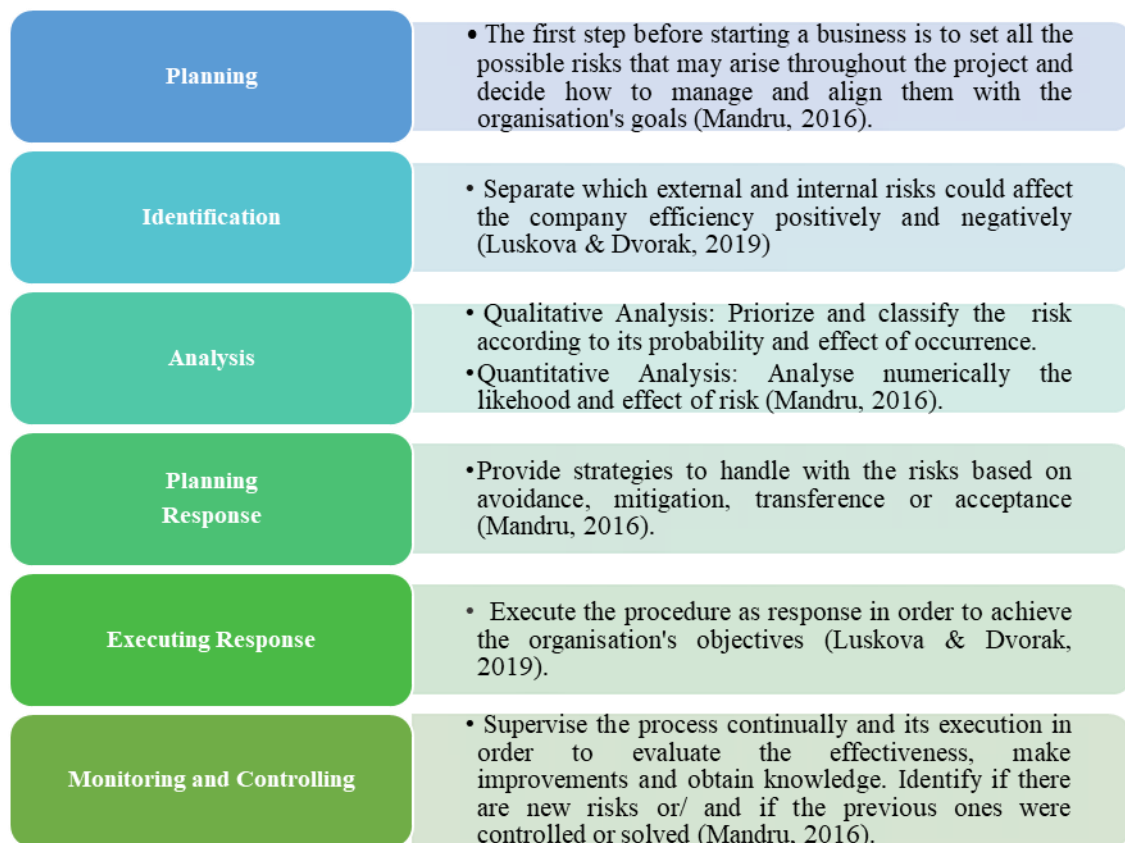 Planning
• The first step before starting a business is to set all the
possible risks that may arise throughout the project and
decide how to manage and align them with the
organisation's goals (Mandru, 2016).
Identification
• Separate which external and internal risks could affect
the company efficiency positively and negatively
(Luskova & Dvorak, 2019)
Analysis
• Qualitative Analysis: Priorize and classify the risk
according to its probability and effect of occurrence.
•Quantitative Analysis: Analyse numerically the
likehood and effect of risk (Mandru, 2016).
Planning
Response
•Provide strategies to handle with the risks based on
avoidance, mitigation, transference or acceptance
(Mandru, 2016).
Executing Response
• Execute the procedure as response in order to achieve
the organisation's objectives (Luskova & Dvorak,
2019).
Monitoring and Controlling
• Supervise the process continually and its execution in
order to evaluate the effectiveness, make
improvements and obtain knowledge. Identify if there
are new risks or/ and if the previous ones were
controlled or solved (Mandru, 2016).